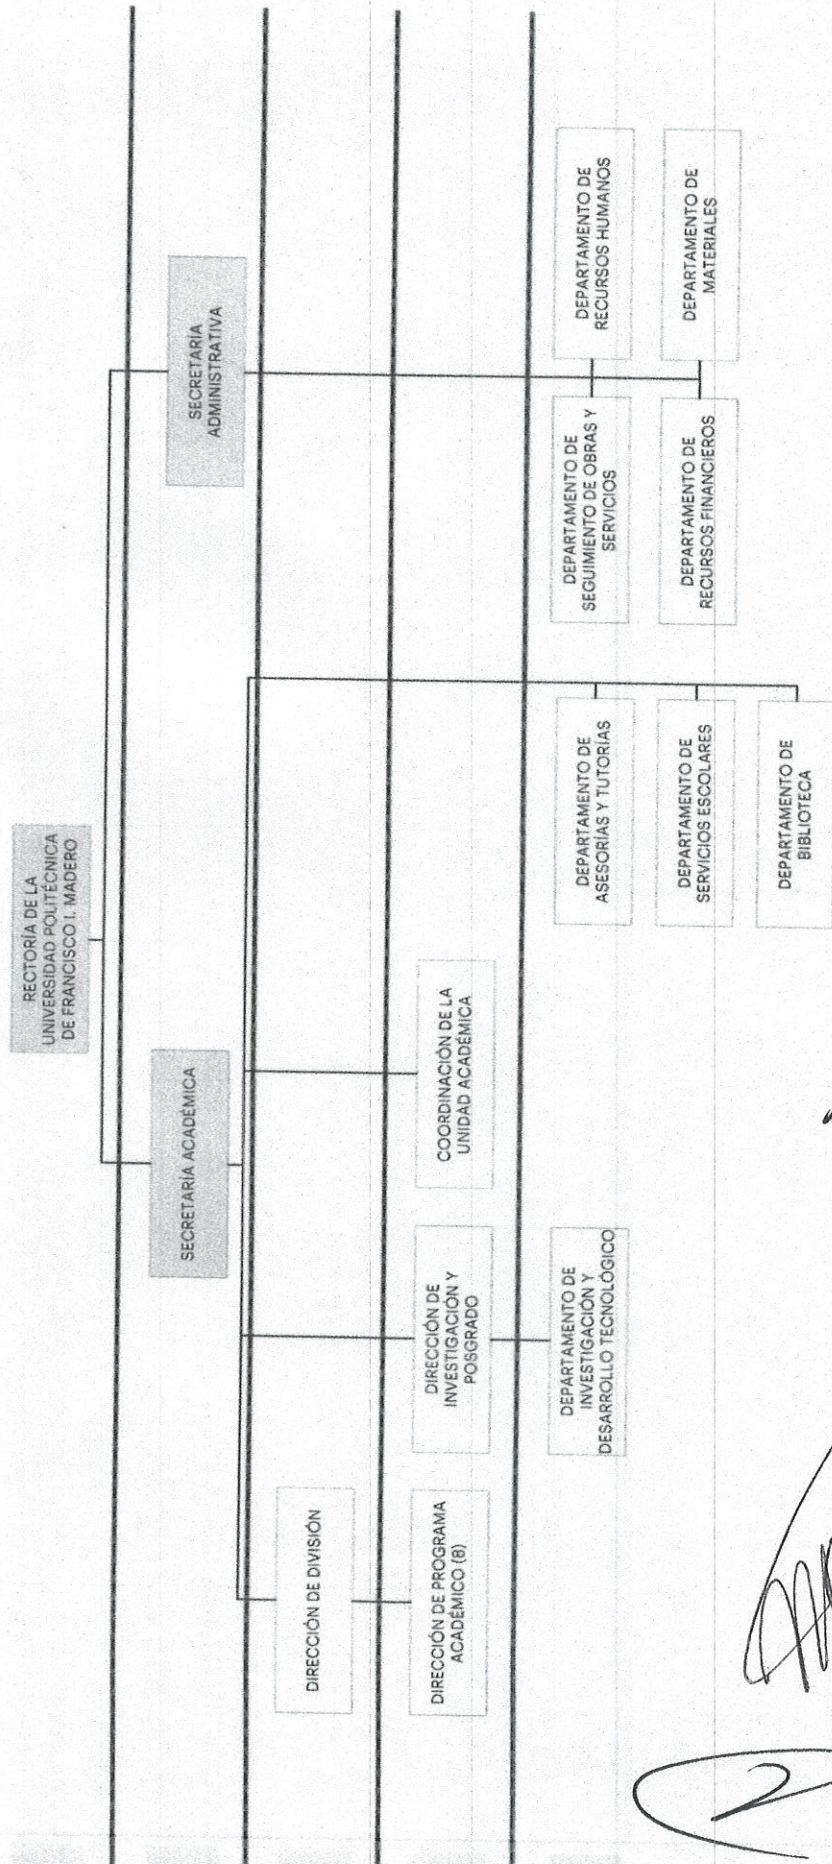 RECTORÍA DE LA
UNIVERSIDAD POLITÉCNICA
DE FRANCISCO I. MADERO
SECRETARÍA ACADÉMICA
SECRETARÍA
ADMINISTRATIVA
DIRECCIÓN DE DIVISIÓN
DIRECCIÓN DE PROGRAMA
ACADÉMICO (8)
DIRECCIÓN DE
INVESTIGACIÓN Y
POSGRADO
COORDINACIÓN DE LA
UNIDAD ACADÉMICA
DEPARTAMENTO DE
INVESTIGACIÓN Y
DESARROLLO TECNOLÓGICO
DEPARTAMENTO DE
ASESORÍAS Y TUTORÍAS
DEPARTAMENTO DE
SERVICIOS ESCOLARES
DEPARTAMENTO DE
BIBLIOTECA
DEPARTAMENTO DE
SEGUIMIENTO DE OBRAS Y
SERVICIOS
DEPARTAMENTO DE
RECURSOS HUMANOS
DEPARTAMENTO DE
RECURSOS FINANCIEROS
DEPARTAMENTO DE
MATERIALES